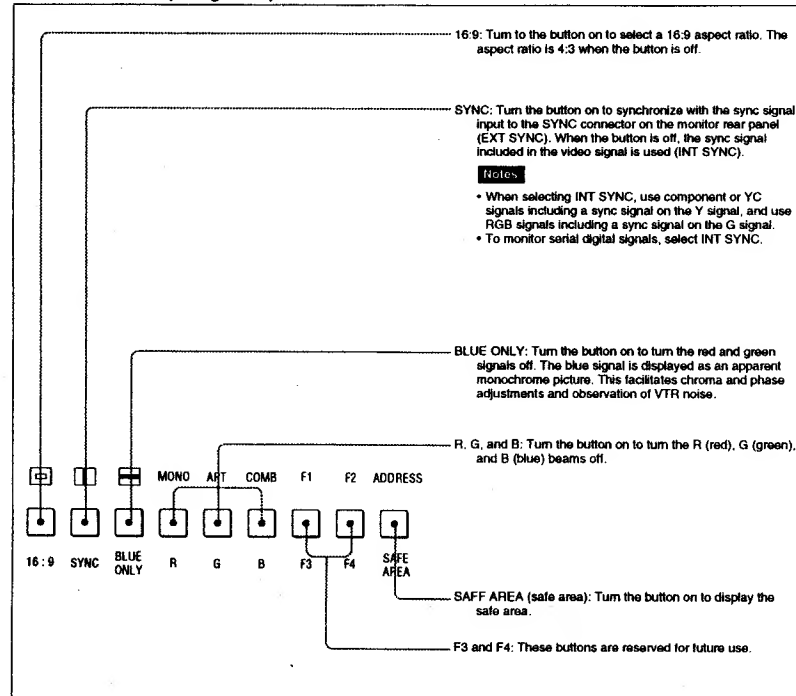 16:9: Turn to the button on to select a 16:9 aspect ratio. The
aspect ratio is 4:3 when the button is off.
SYNC: Turn the button on to synchronize with the sync signal
input to the SYNC connector on the monitor rear panel
(EXT SYNC). When the button is off, the sync signal
included in the video signal is used (INT SYNC).
Notes
• When selecting INT SYNC, use component or YC
signals including a sync signal on the Y signal, and use
RGB signals including a sync signal on the G signal.
• To monitor serial digital signals, select INT SYNC.
BLUE ONLY: Turn the button on to turn the red and green
signals off. The blue signal is displayed as an apparent
monochrome picture. This facilitates chroma and phase
adjustments and observation of VTR noise.
R, G, and B: Turn the button on to turn the R (red), G (green),
and B (blue) beams off.
MONO APT COMB F1 F2 ADDRESS
16:9 SYNC BLUE ONLY R G B F3 F4 SAFE AREA
SAFF AREA (safe area): Turn the button on to display the
safe area.
F3 and F4: These buttons are reserved for future use.